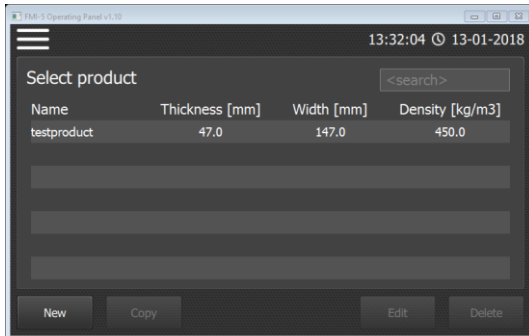 FMI-5 Operating Panel v1.10
13:32:04 13-01-2018
Select product <search>
Name Thickness [mm] Width [mm] Density [kg/m3]
testproduct 47.0 147.0 450.0
New Copy Edit Delete